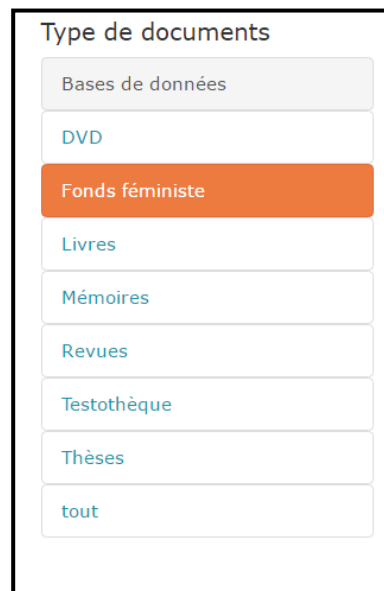 Type de documents
Bases de données
DVD
Fonds féministe
Livres
Mémoires
Revues
Testothèque
Thèses
tout